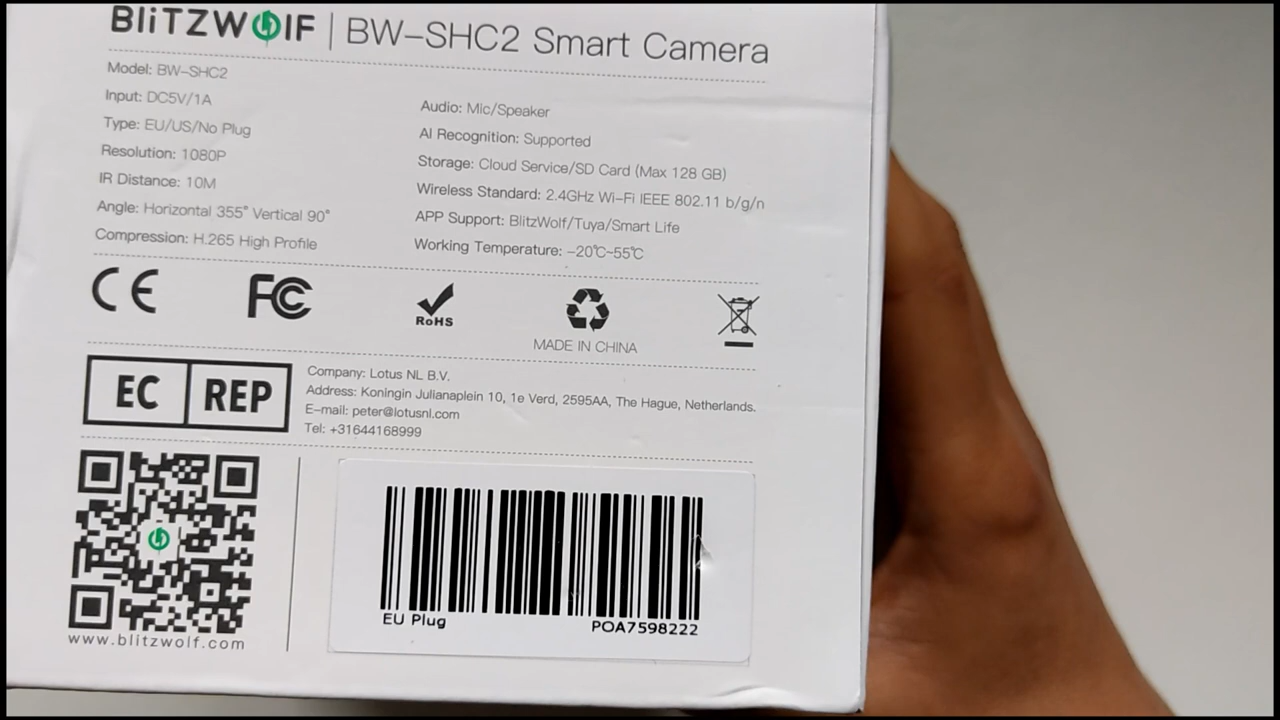 BlitzWolf | BW-SHC2 Smart Camera
Model: BW-SHC2
Input: DC5V/1A
Type: EU/US/No Plug
Resolution: 1080P
IR Distance: 10M
Angle: Horizontal 355° Vertical 90°
Compression: H.265 High Profile
Audio: Mic/Speaker
AI Recognition: Supported
Storage: Cloud Service/SD Card (Max 128 GB)
Wireless Standard: 2.4GHz Wi-Fi IEEE 802.11 b/g/n
APP Support: BlitzWolf/Tuya/Smart Life
Working Temperature: -20℃~55℃
CE
FC
RoHS
MADE IN CHINA
EC REP
Company: Lotus NL B.V.
Address: Koningin Julianaplein 10, 1e Verd, 2595AA, The Hague, Netherlands.
E-mail: peter@lotusnl.com
Tel: +31644168999
www.blitzwolf.com
EU Plug
POA7598222